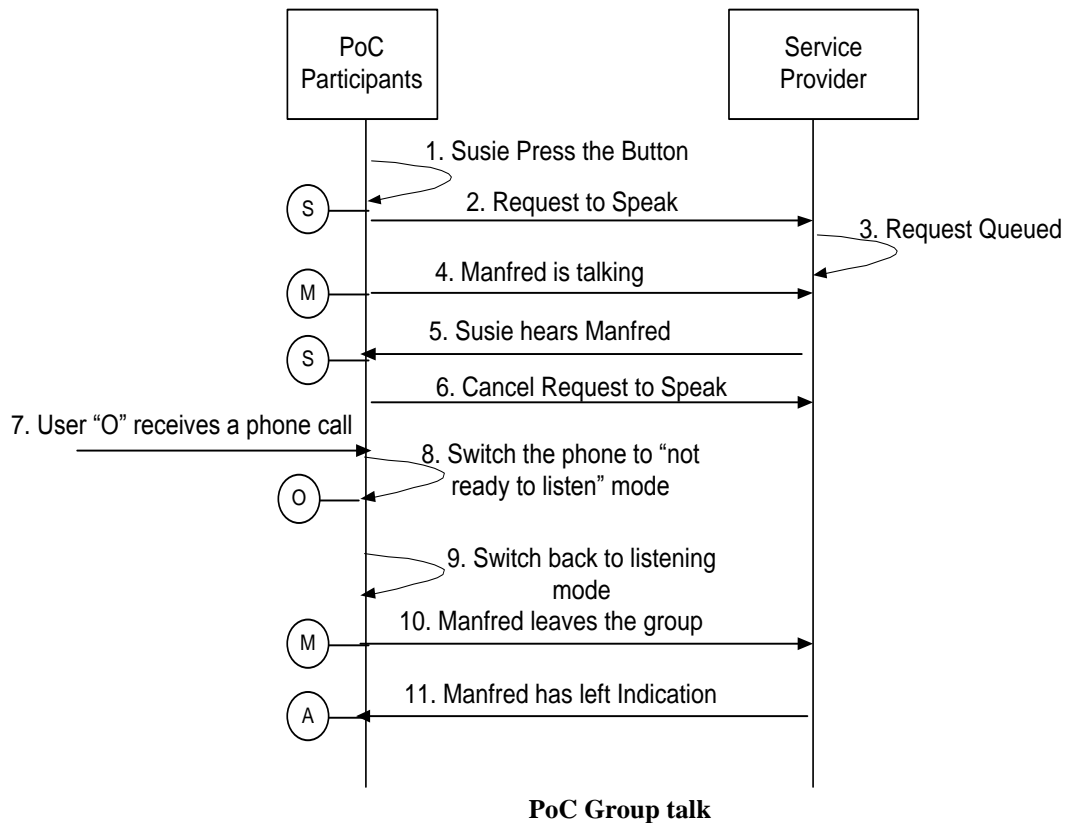 PoC
Participants
Service
Provider
1. Susie Press the Button
S
2. Request to Speak
3. Request Queued
M
4. Manfred is talking
S
5. Susie hears Manfred
6. Cancel Request to Speak
7. User “O” receives a phone call
8. Switch the phone to “not
ready to listen” mode
O
9. Switch back to listening
mode
M
10. Manfred leaves the group
A
11. Manfred has left Indication
PoC Group talk